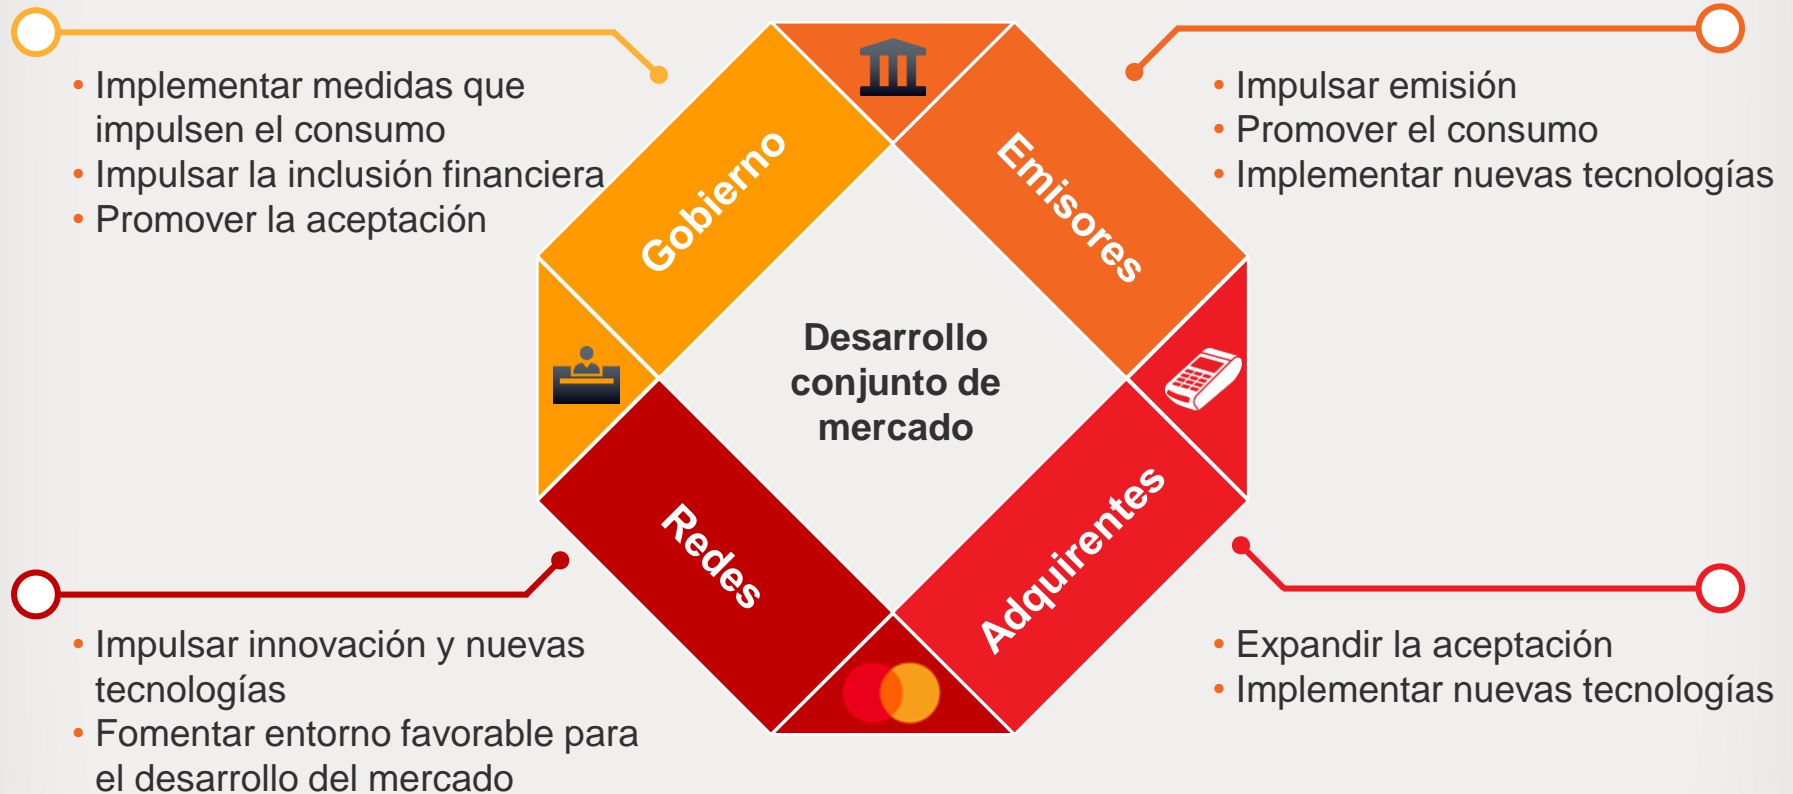 • Implementar medidas que
impulsen el consumo
• Impulsar la inclusión financiera
• Promover la aceptación
Gobierno
Emisores
• Impulsar emisión
• Promover el consumo
• Implementar nuevas tecnologías
Desarrollo
conjunto de
mercado
Redes
Adquirentes
• Impulsar innovación y nuevas
tecnologías
• Fomentar entorno favorable para
el desarrollo del mercado
• Expandir la aceptación
• Implementar nuevas tecnologías